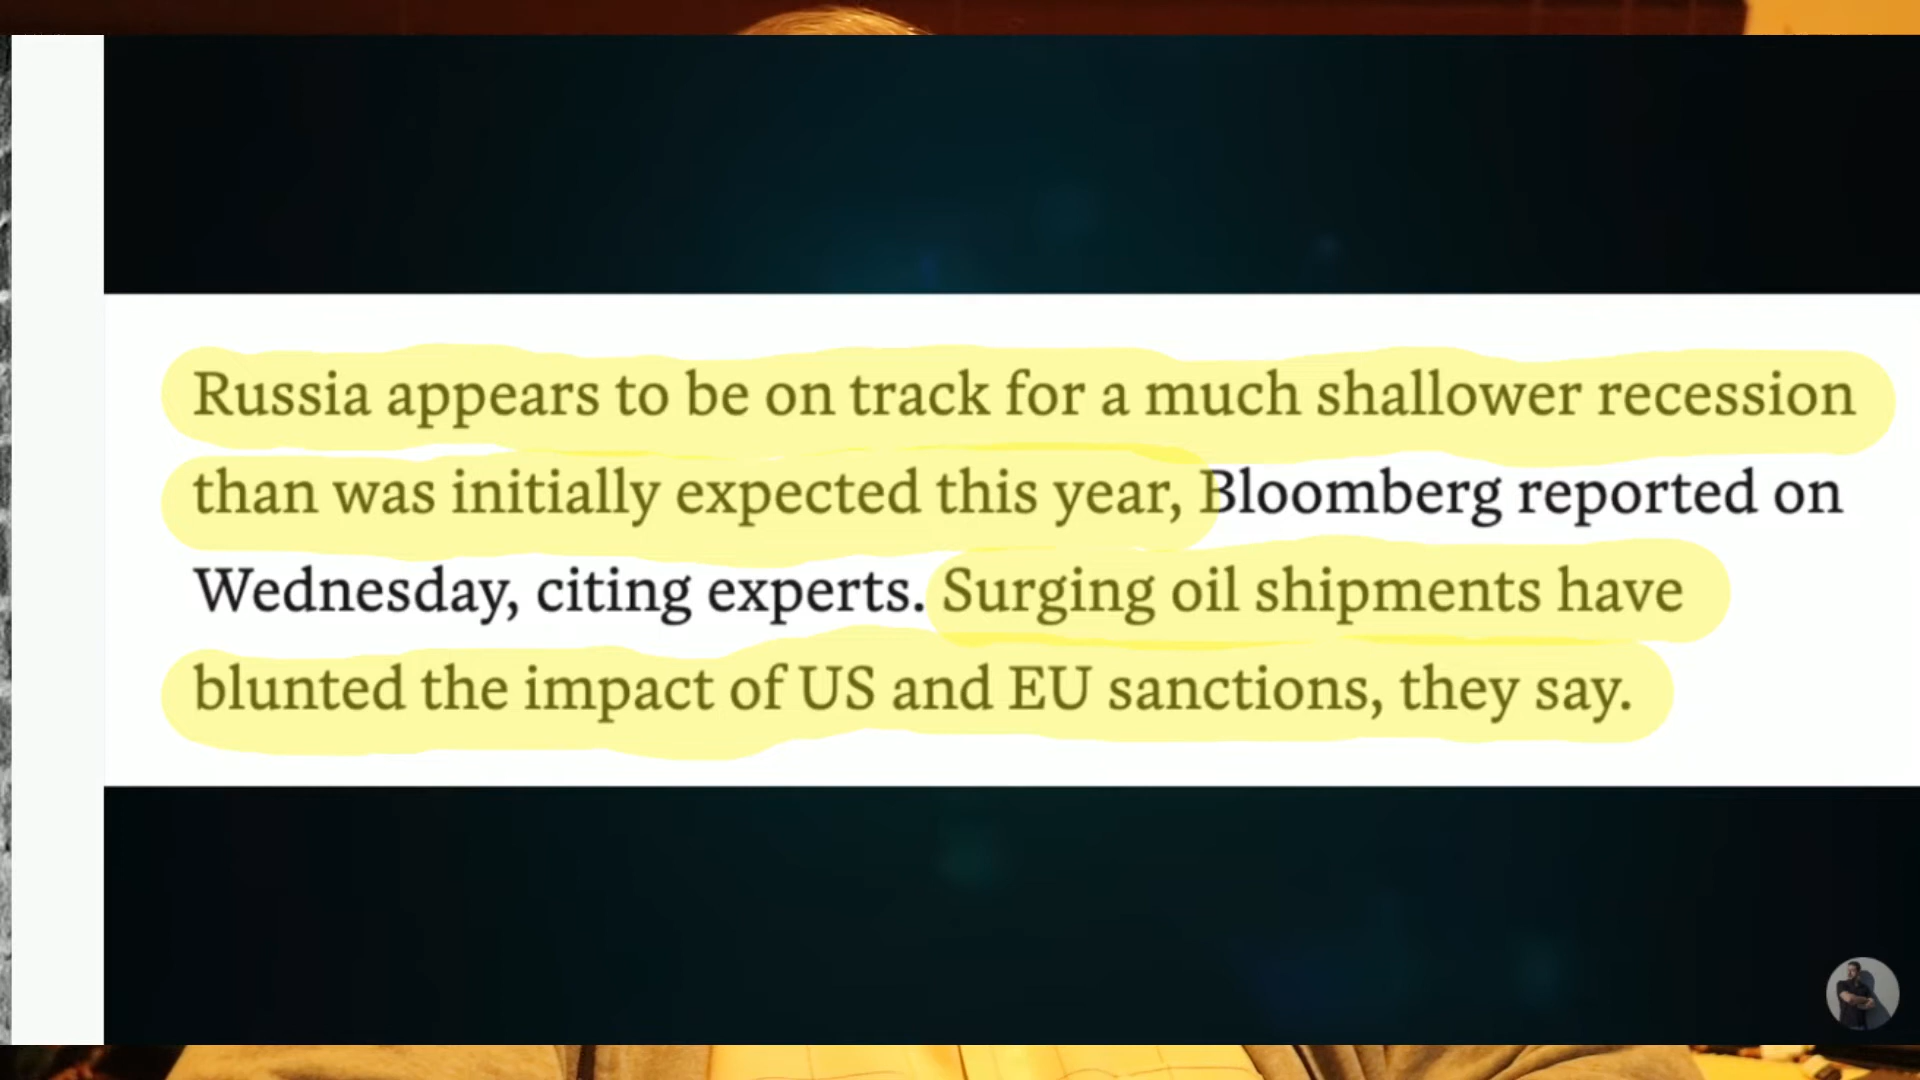 Russia appears to be on track for a much shallower recession
than was initially expected this year, Bloomberg reported on
Wednesday, citing experts. Surging oil shipments have
blunted the impact of US and EU sanctions, they say.